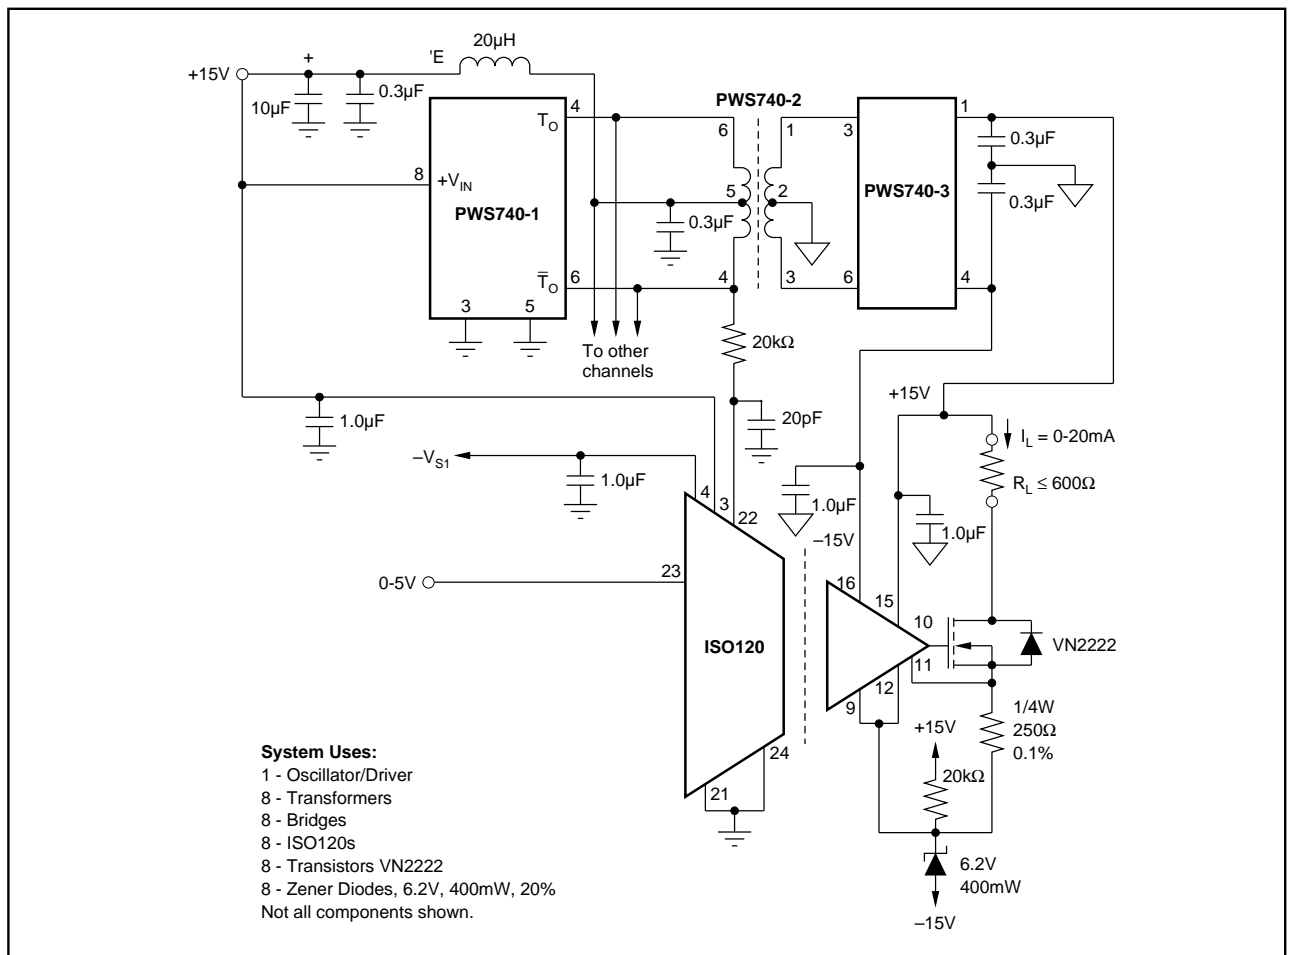 20µH
+
'E
+15V
10µF
0.3µF
4
T_O
PWS740-2
6
1
3
1
0.3µF
8
+V_IN
PWS740-1
5
2
PWS740-3
0.3µF
0.3µF
T̅_O
6
4
3
6
4
3
5
To other
channels
20kΩ
+15V
1.0µF
20pF
I_L = 0-20mA
–V_S1
1.0µF
4
3
22
1.0µF
R_L ≤ 600Ω
1.0µF
–15V
0-5V
23
16
15
10
ISO120
VN2222
11
12
9
1/4W
250Ω
0.1%
+15V
24
21
20kΩ
System Uses:
1 - Oscillator/Driver
8 - Transformers
8 - Bridges
8 - ISO120s
8 - Transistors VN2222
8 - Zener Diodes, 6.2V, 400mW, 20%
Not all components shown.
6.2V
400mW
–15V